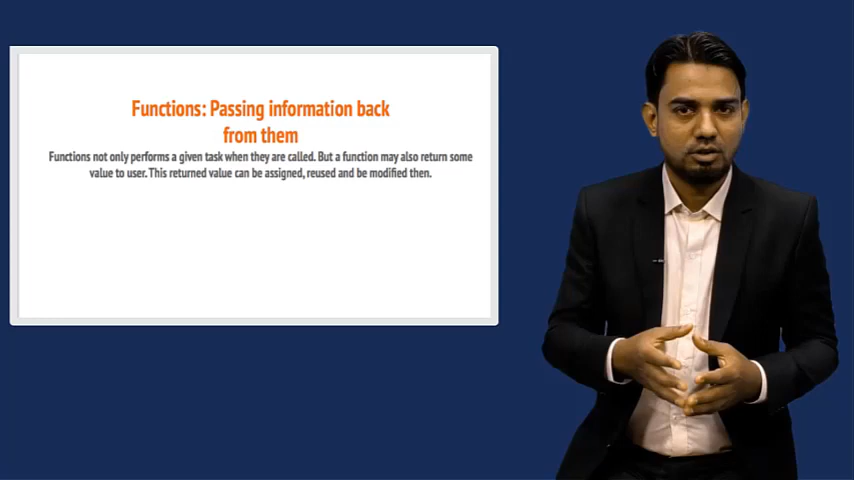 Functions: Passing information back
from them
Functions not only performs a given task when they are called. But a function may also return some
value to user. This returned value can be assigned, reused and be modified then.